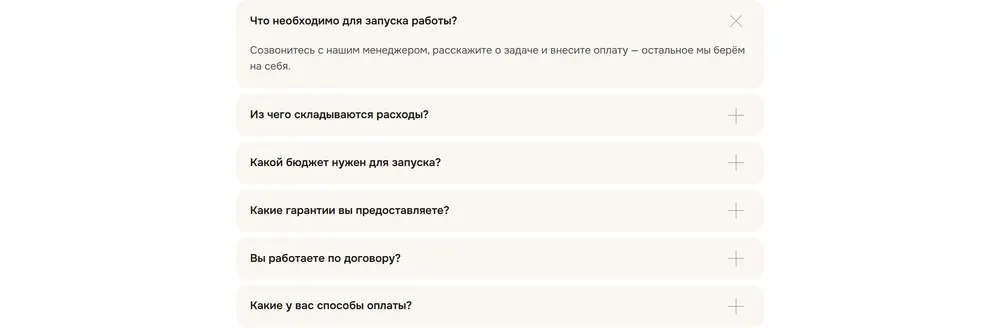 Что необходимо для запуска работы?
Созвонитесь с нашим менеджером, расскажите о задаче и внесите оплату — остальное мы берём
на себя.
Из чего складываются расходы?
Какой бюджет нужен для запуска?
Какие гарантии вы предоставляете?
Вы работаете по договору?
Какие у вас способы оплаты?